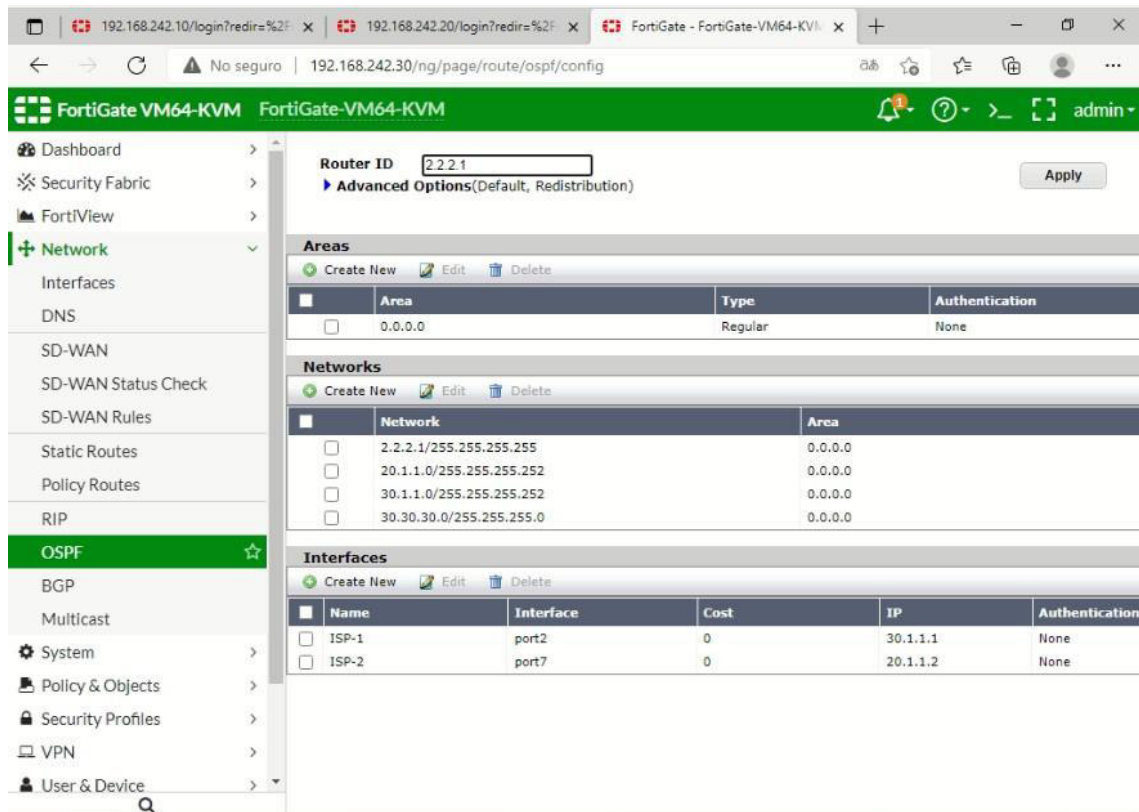 192.168.242.10/login?redir=%2F
192.168.242.20/login?redir=%2F
FortiGate - FortiGate-VM64-KVM
No seguro
192.168.242.30/ng/page/route/ospf/config
FortiGate VM64-KVM
FortiGate-VM64-KVM
1
admin
Dashboard
Security Fabric
FortiView
Network
Interfaces
DNS
SD-WAN
SD-WAN Status Check
SD-WAN Rules
Static Routes
Policy Routes
RIP
OSPF
BGP
Multicast
System
Policy & Objects
Security Profiles
VPN
User & Device
Router ID 2.2.2.1
Advanced Options(Default, Redistribution)
Apply
Areas
Create New Edit Delete
Area Type Authentication
0.0.0.0 Regular None
Networks
Create New Edit Delete
Network Area
2.2.2.1/255.255.255.255 0.0.0.0
20.1.1.0/255.255.255.252 0.0.0.0
30.1.1.0/255.255.255.252 0.0.0.0
30.30.30.0/255.255.255.0 0.0.0.0
Interfaces
Create New Edit Delete
Name Interface Cost IP Authentication
ISP-1 port2 0 30.1.1.1 None
ISP-2 port7 0 20.1.1.2 None